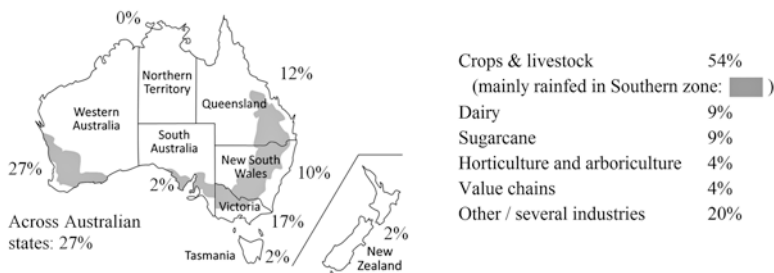 0%
12%
Northern
Territory
Queensland
Western
Australia
South
Australia
27%
New South
Wales
10%
2%
Victoria
17%
Across Australian
states: 27%
Tasmania
2%
New
Zealand
2%
Crops & livestock 54%
(mainly rainfed in Southern zone: )
Dairy 9%
Sugarcane 9%
Horticulture and arboriculture 4%
Value chains 4%
Other / several industries 20%